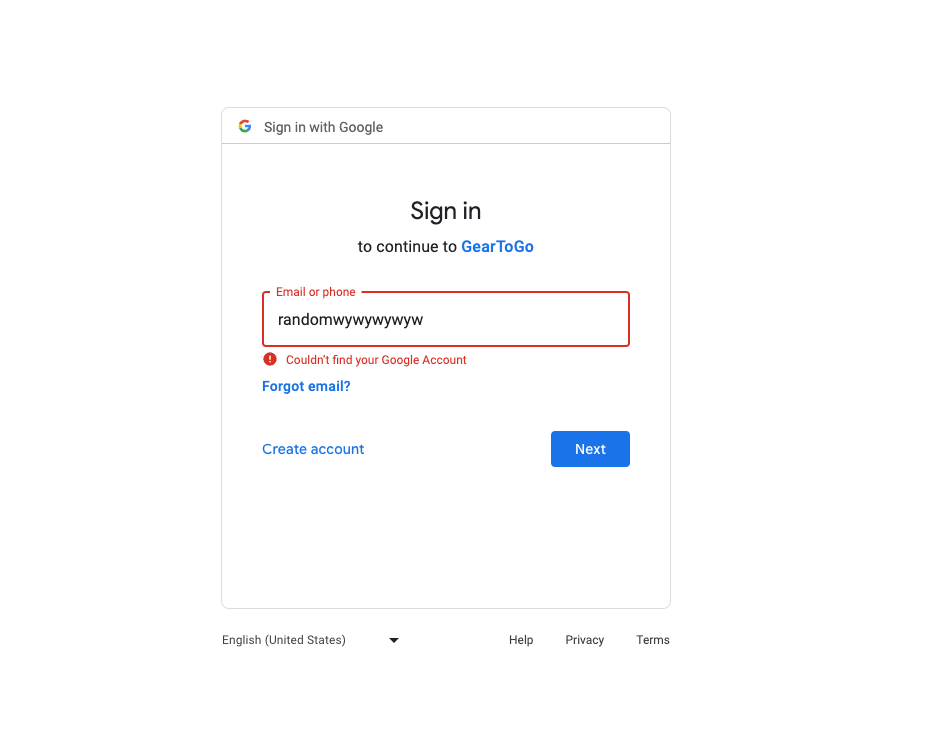 Sign in with Google
Sign in
to continue to GearToGo
Email or phone
randomwywywywyw
Couldn't find your Google Account
Forgot email?
Create account
Next
English (United States)
Help Privacy Terms